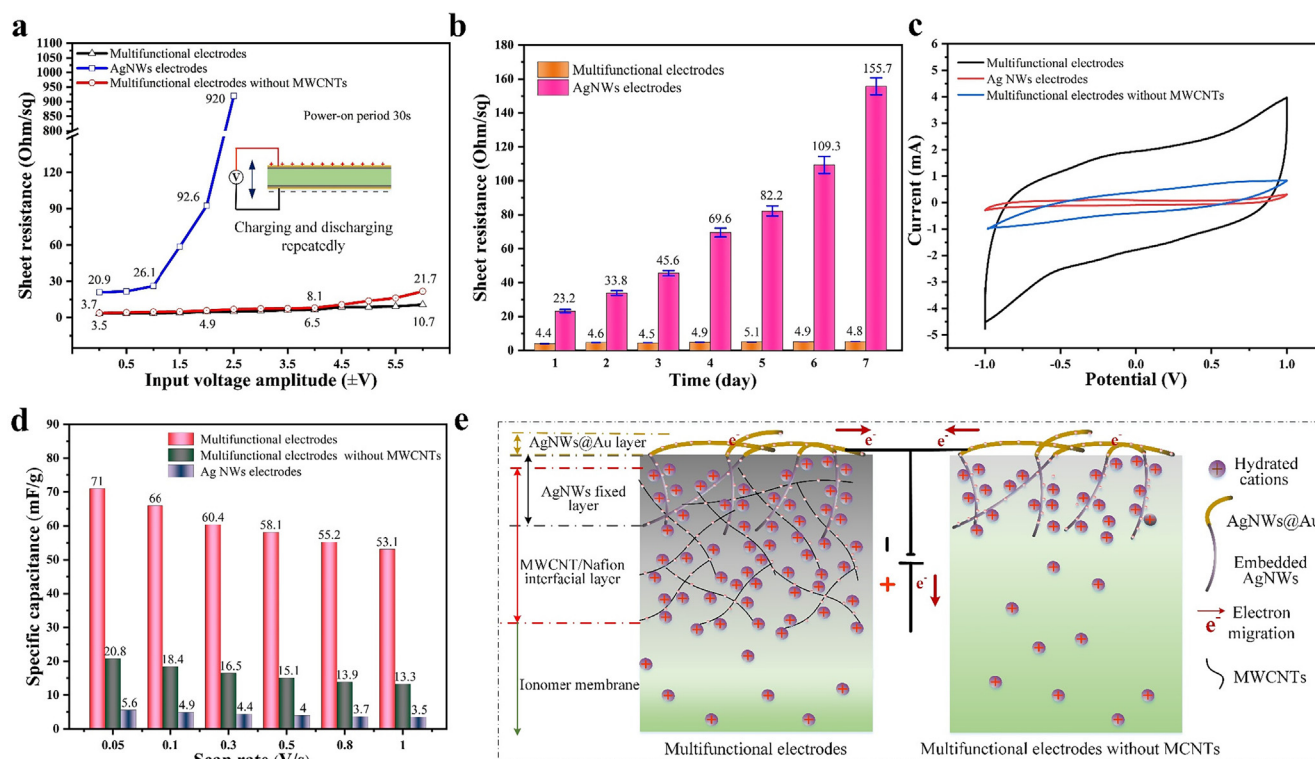 a
Sheet resistance (Ohm/sq)
1100
1050
1000
950
900
850
800
120
90
60
30
0
Multifunctional electrodes
AgNWs electrodes
Multifunctional electrodes without MWCNTs
920
Power-on period 30s
92.6
V
Charging and discharging
repeatedly
20.9
26.1
3.7
3.5
4.9
8.1
6.5
21.7
10.7
0.5
1.5
2.5
3.5
4.5
5.5
Input voltage amplitude (±V)
b
Sheet resistance (Ohm/sq)
180
160
140
120
100
80
60
40
20
0
Multifunctional electrodes
AgNWs electrodes
155.7
109.3
82.2
69.6
45.6
33.8
23.2
4.4
4.6
4.5
4.9
5.1
4.9
4.8
1
2
3
4
5
6
7
Time (day)
c
Current (mA)
6
5
4
3
2
1
0
-1
-2
-3
-4
-5
Multifunctional electrodes
Ag NWs electrodes
Multifunctional electrodes without MWCNTs
-1.0
-0.5
0.0
0.5
1.0
Potential (V)
d
Specific capacitance (mF/g)
90
80
70
60
50
40
30
20
10
0
Multifunctional electrodes
Multifunctional electrodes without MWCNTs
Ag NWs electrodes
71
66
60.4
58.1
55.2
53.1
20.8
18.4
16.5
15.1
13.9
13.3
5.6
4.9
4.4
4
3.7
3.5
0.05
0.1
0.3
0.5
0.8
1
Scan rate (V/s)
e
AgNWs@Au layer
AgNWs fixed
layer
MWCNT/Nafion
interfacial layer
Ionomer membrane
e-
e-
e-
e-
e-
Hydrated
cations
AgNWs@Au
Embedded
AgNWs
e-
Electron
migration
MWCNTs
Multifunctional electrodes
Multifunctional electrodes without MCNTs